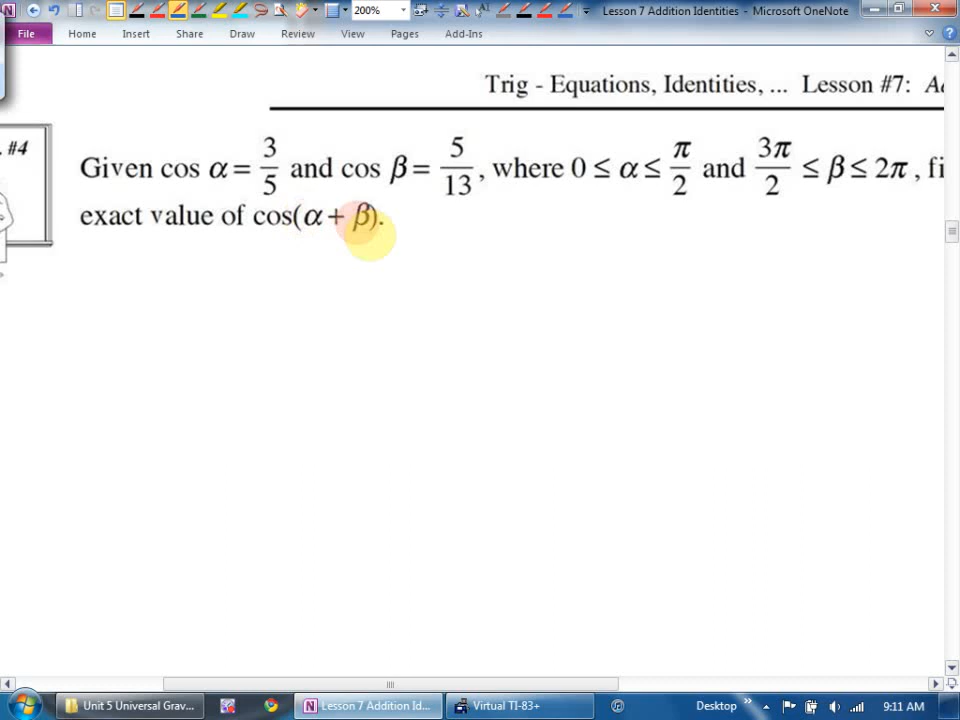 200%
Lesson 7 Addition Identities - Microsoft OneNote
File Home Insert Share Draw Review View Pages Add-Ins
Trig - Equations, Identities, ... Lesson #7:
. #4
Given cos α = 3/5 and cos β = 5/13, where 0 ≤ α ≤ π/2 and 3π/2 ≤ β ≤ 2π, fi
exact value of cos(α + β).
Unit 5 Universal Grav... Lesson 7 Addition Id... Virtual TI-83+ Desktop » 9:11 AM